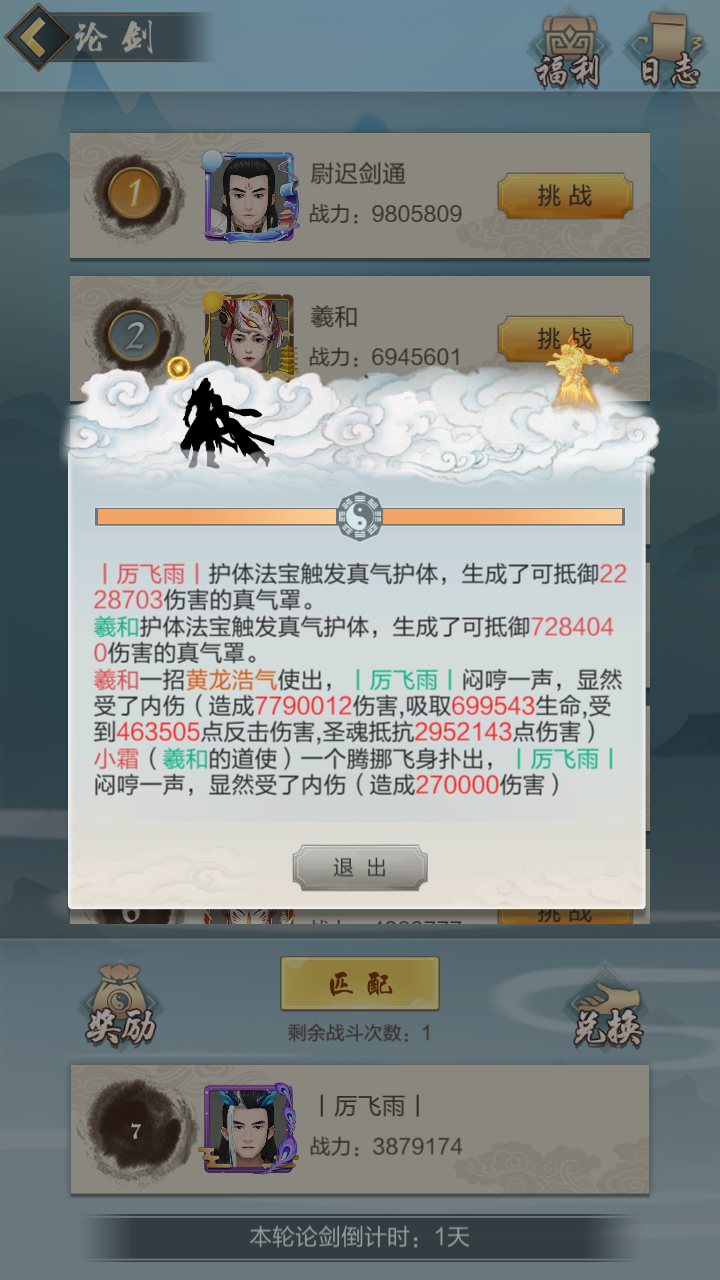 论剑
福利
日志
1
尉迟剑通
战力：9805809
挑战
2
羲和
战力：6945601
挑战
丨厉飞雨丨护体法宝触发真气护体，生成了可抵御22
28703伤害的真气罩。
羲和护体法宝触发真气护体，生成了可抵御728404
0伤害的真气罩。
羲和一招黄龙浩气使出，丨厉飞雨丨闷哼一声，显然
受了内伤（造成7790012伤害,吸取699543生命,受
到463505点反击伤害,圣魂抵抗2952143点伤害）
小霜（羲和的道使）一个腾挪飞身扑出，丨厉飞雨丨
闷哼一声，显然受了内伤（造成270000伤害）
退出
6
挑战
奖励
匹配
剩余战斗次数：1
兑换
7
丨厉飞雨丨
战力：3879174
本轮论剑倒计时：1天